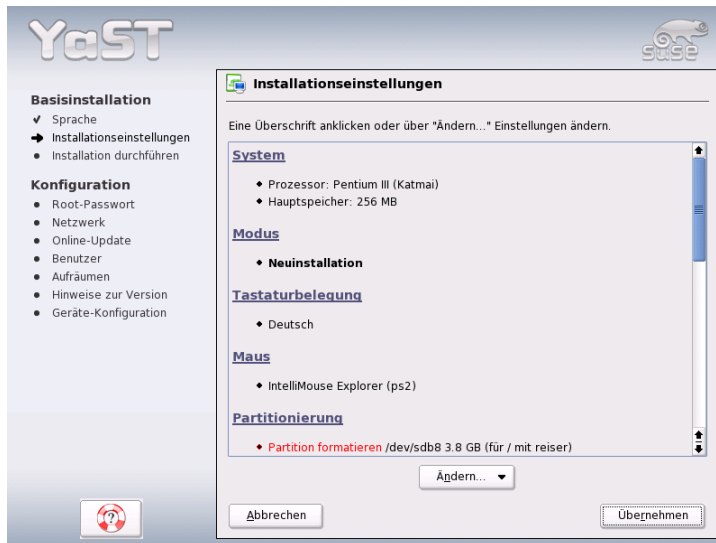 YaST
SUSE
Basisinstallation
Sprache
Installationseinstellungen
Installation durchführen
Konfiguration
Root-Passwort
Netzwerk
Online-Update
Benutzer
Aufräumen
Hinweise zur Version
Geräte-Konfiguration
Installationseinstellungen
Eine Überschrift anklicken oder über "Ändern..." Einstellungen ändern.
System
Prozessor: Pentium III (Katmai)
Hauptspeicher: 256 MB
Modus
Neuinstallation
Tastaturbelegung
Deutsch
Maus
IntelliMouse Explorer (ps2)
Partitionierung
Partition formatieren /dev/sdb8 3.8 GB (für / mit reiser)
Ändern...
Abbrechen
Übernehmen